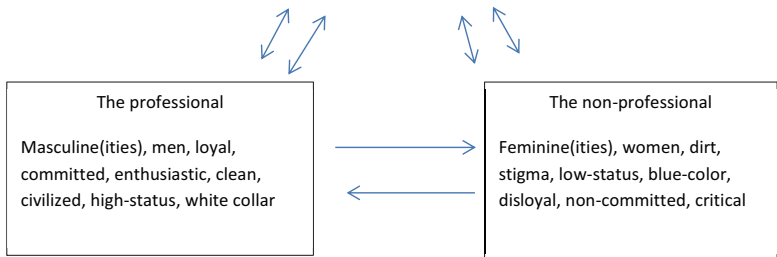 The professional
Masculine(ities), men, loyal,
committed, enthusiastic, clean,
civilized, high-status, white collar
The non-professional
Feminine(ities), women, dirt,
stigma, low-status, blue-color,
disloyal, non-committed, critical